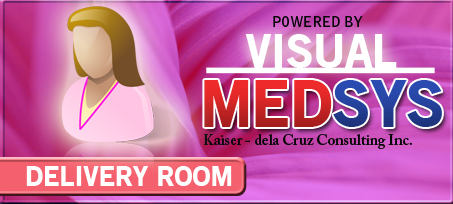 POWERED BY
VISUAL
MEDSYS
Kaiser - dela Cruz Consulting Inc.
DELIVERY ROOM